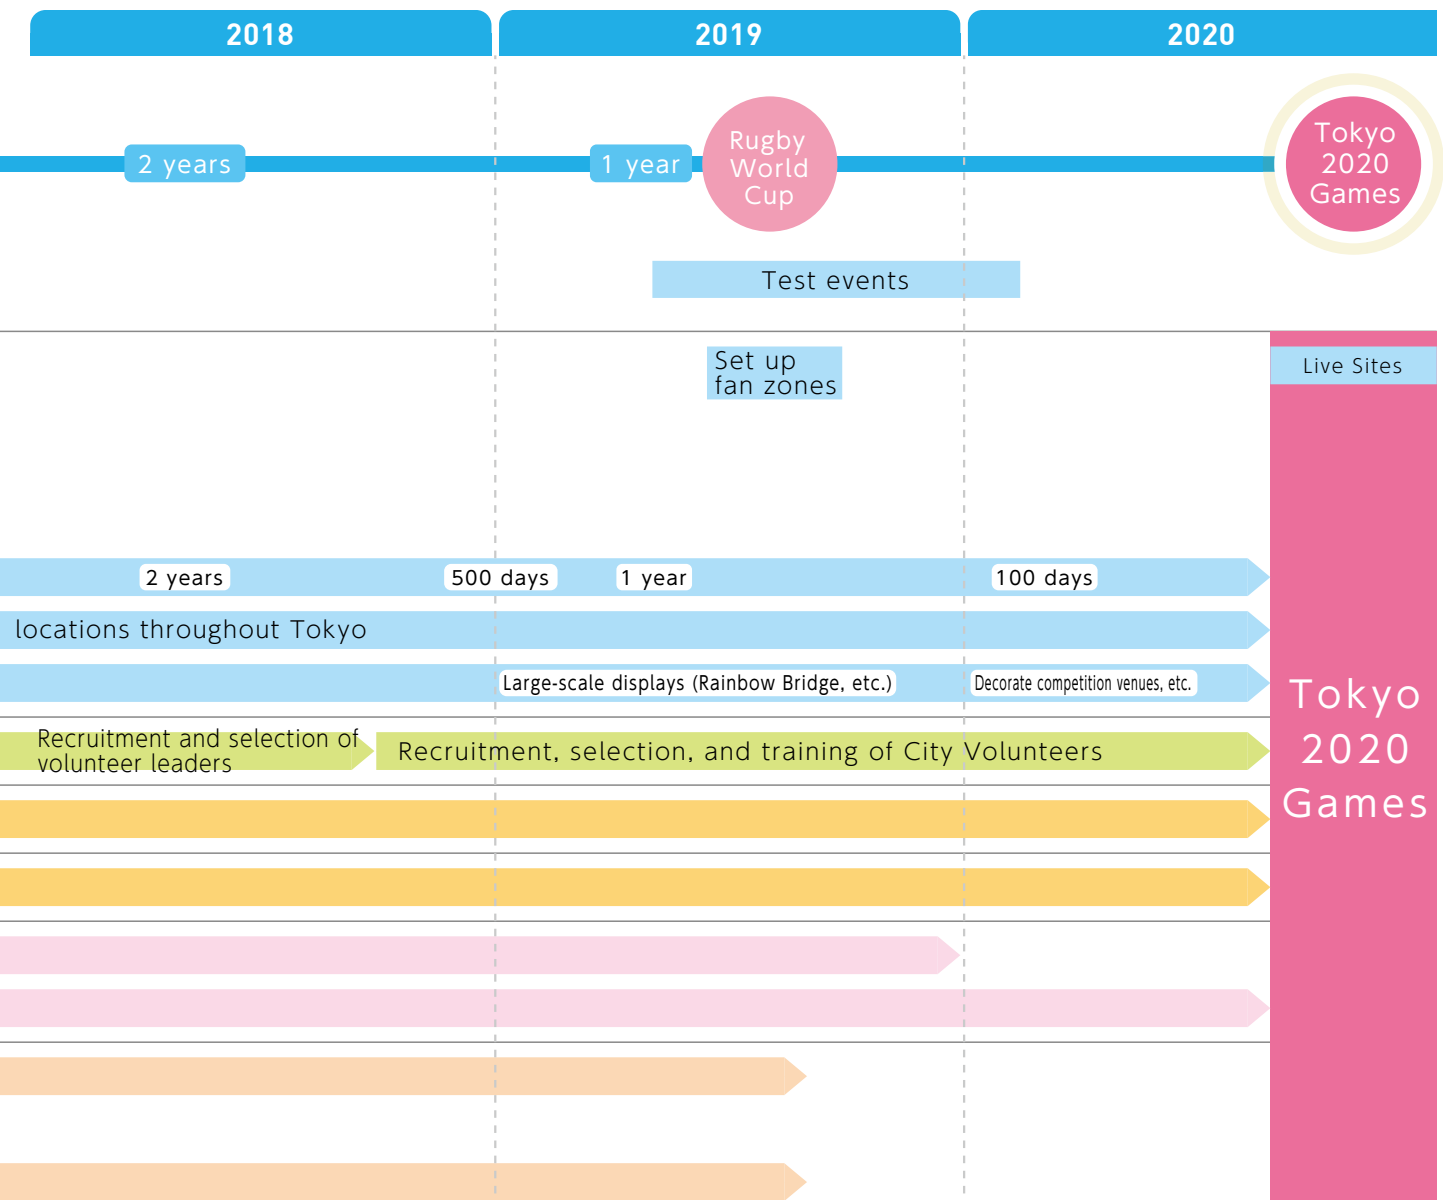 2018
2019
2020
2 years
1 year
Rugby
World
Cup
Tokyo
2020
Games
Test events
Set up
fan zones
Live Sites
2 years
500 days
1 year
100 days
locations throughout Tokyo
Large-scale displays (Rainbow Bridge, etc.)
Decorate competition venues, etc.
Tokyo
2020
Games
Recruitment and selection of
volunteer leaders
Recruitment, selection, and training of City Volunteers